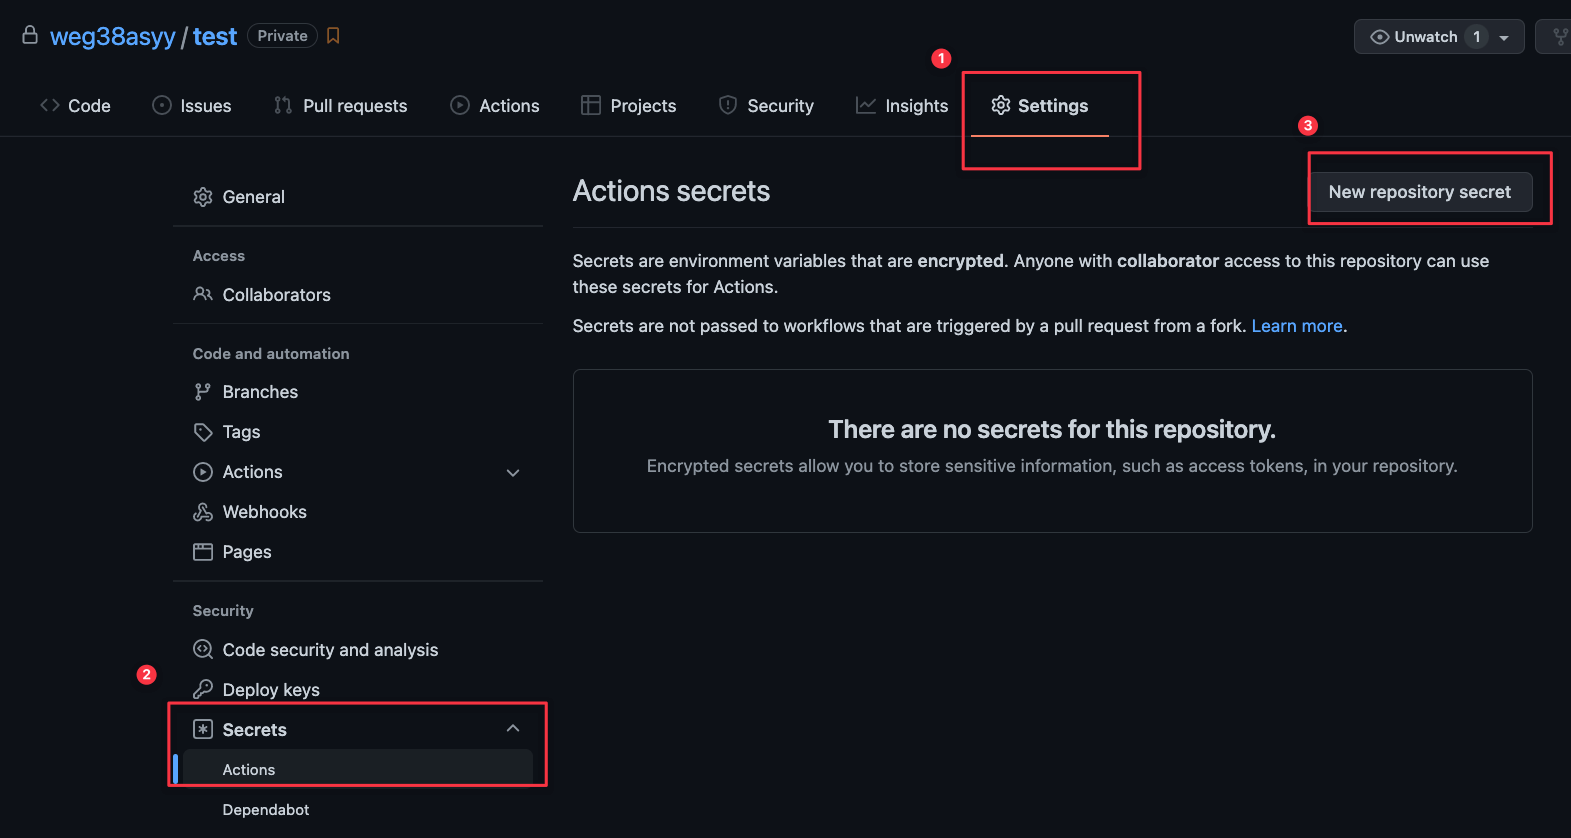 weg38asyy / test Private
Unwatch 1
1
Code Issues Pull requests Actions Projects Security Insights Settings
3
General
Actions secrets
New repository secret
Access
Secrets are environment variables that are encrypted. Anyone with collaborator access to this repository can use
these secrets for Actions.
Collaborators
Secrets are not passed to workflows that are triggered by a pull request from a fork. Learn more.
Code and automation
Branches
Tags
Actions
Webhooks
Pages
There are no secrets for this repository.
Encrypted secrets allow you to store sensitive information, such as access tokens, in your repository.
Security
Code security and analysis
2
Deploy keys
Secrets
Actions
Dependabot